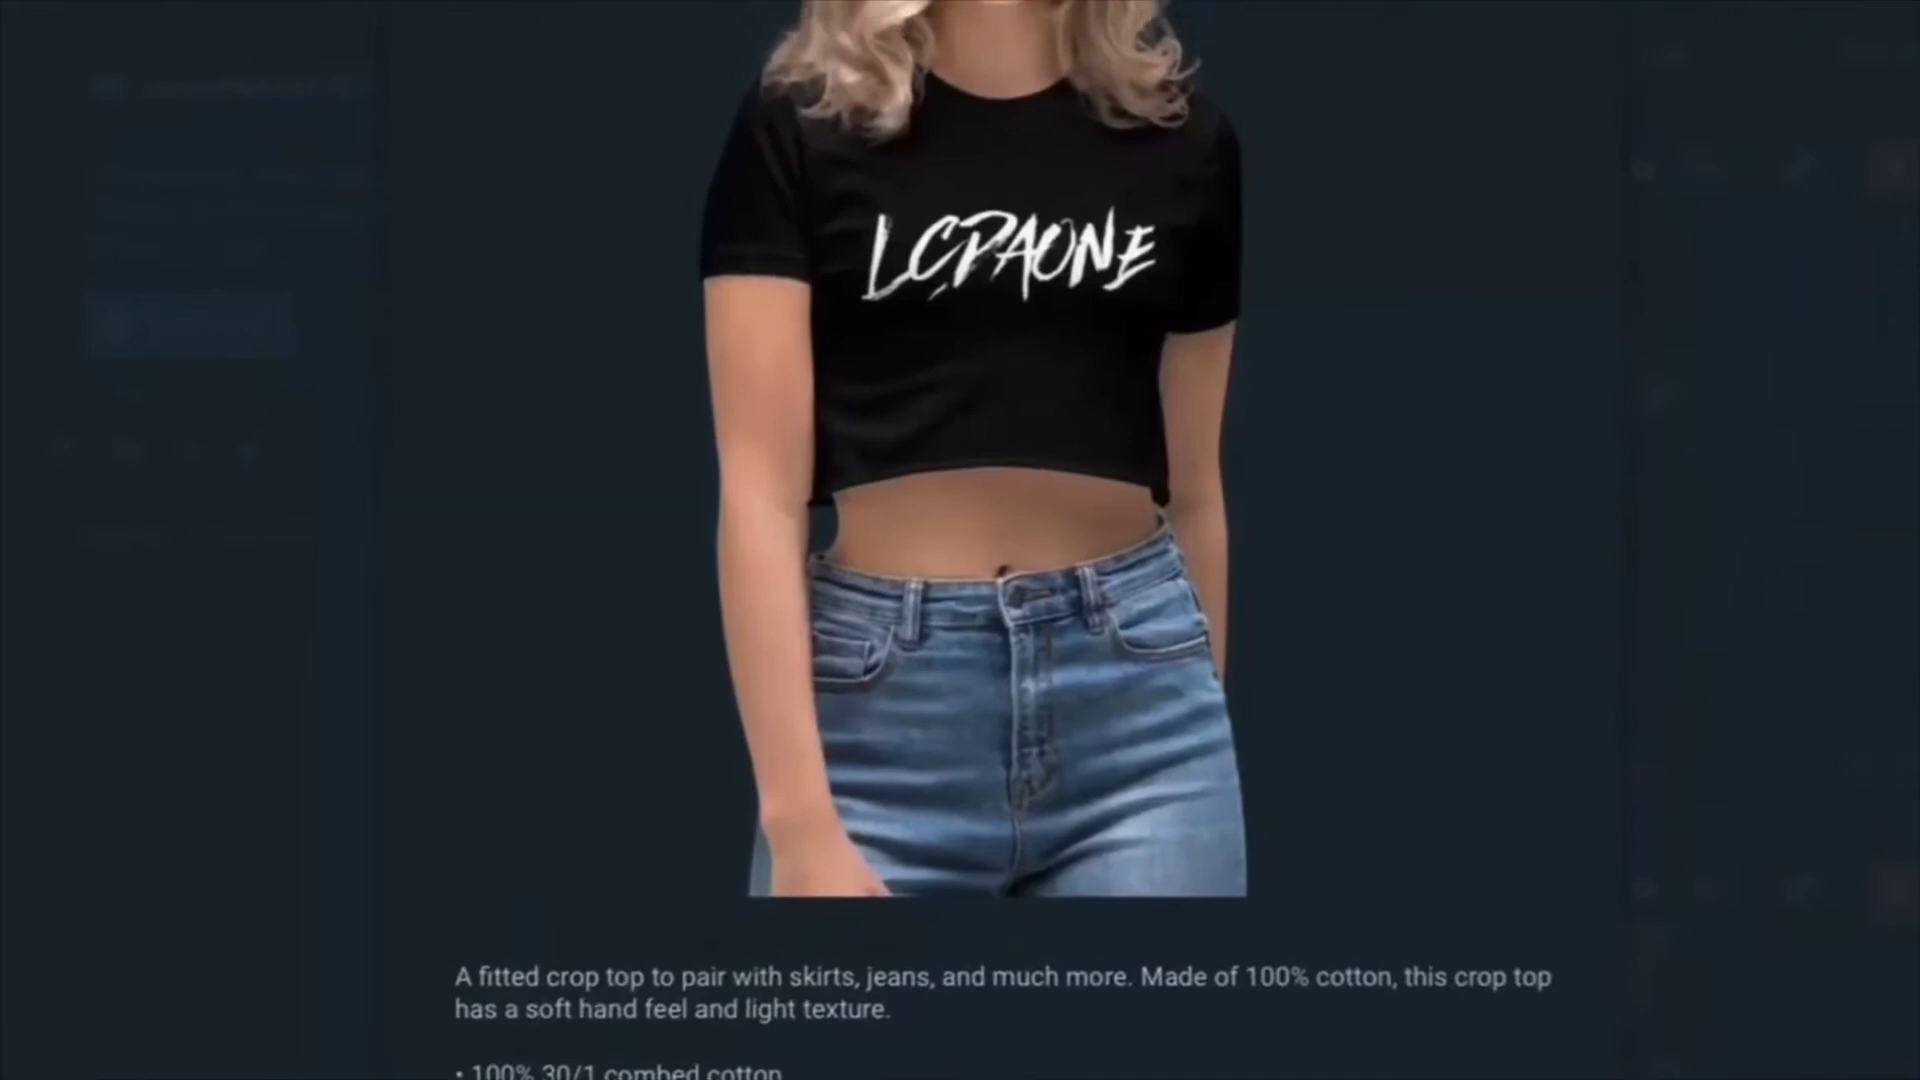 LCPAONE
A fitted crop top to pair with skirts, jeans, and much more. Made of 100% cotton, this crop top
has a soft hand feel and light texture.
• 100% 30/1 combed cotton